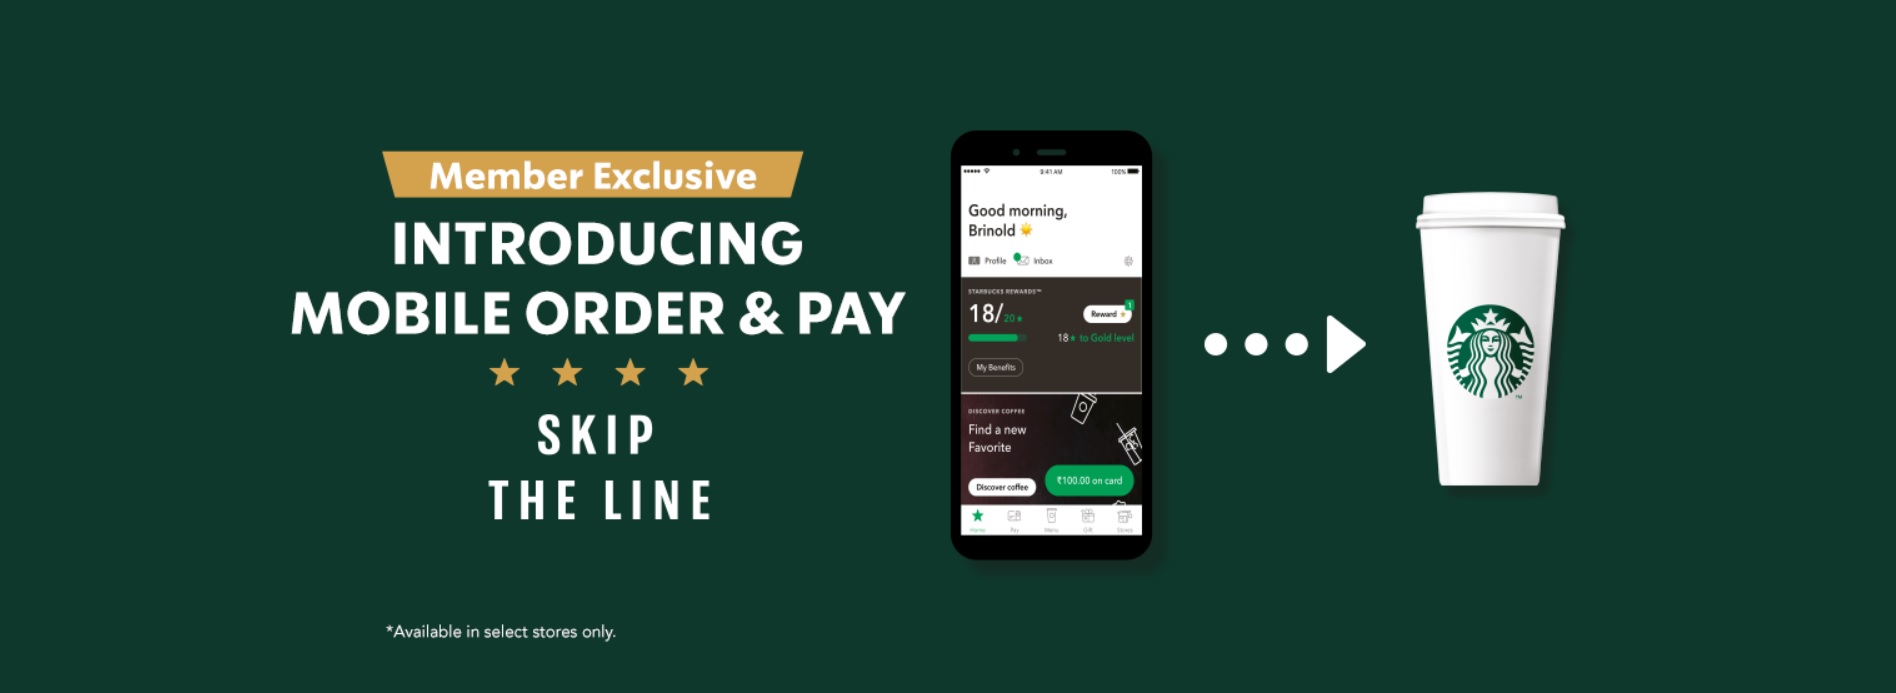 Member Exclusive
INTRODUCING
MOBILE ORDER & PAY
SKIP
THE LINE
*Available in select stores only.
9:41 AM
100%
Good morning,
Brinold
Profile
Inbox
STARBUCKS REWARDS™
18/20★
1
Reward ★
18★ to Gold level
My Benefits
DISCOVER COFFEE
Find a new
Favorite
₹100.00 on card
Discover coffee
Home Pay Menu Gift Stores
TM